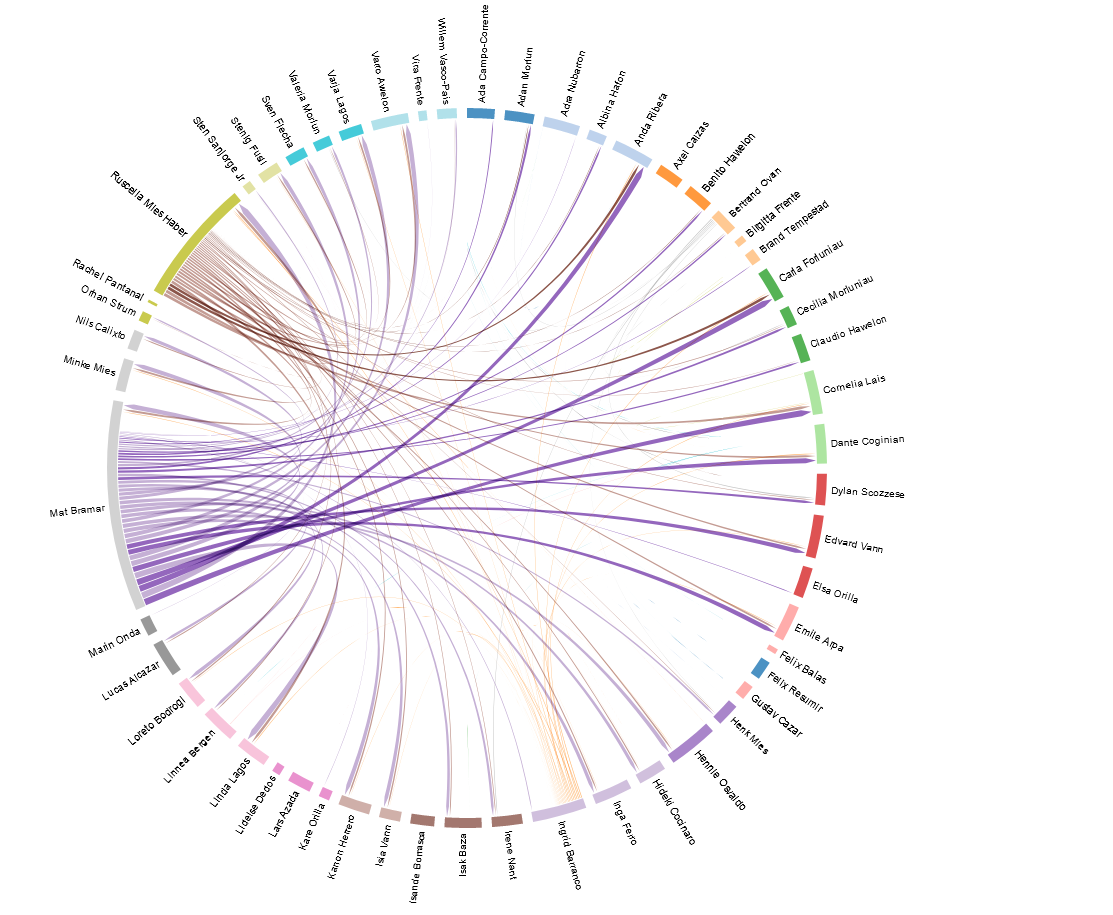 Ada Campo-Corrente
Adan Morlun
Adra Nubarron
Albina Hafon
Anda Ribera
Axel Calzas
Benito Hawelon
Bertrand Ovan
Birgitta Frente
Brand Tempestad
Carla Forluniau
Cecilia Morluniau
Claudio Hawelon
Cornelia Lais
Dante Coginian
Dylan Scozzese
Edvard Vann
Elsa Orilla
Emile Arpa
Felix Balas
Felix Resumir
Gustav Cazar
Henk Mies
Hennie Osvaldo
Hideki Cocinaro
Inga Ferro
Ingrid Barranco
Irene Nant
Isak Baza
Isande Borrasca
Isia Vann
Kanon Herrero
Kare Orilla
Lars Azada
Lidelse Dedos
Linda Lagos
Linnea Bergen
Loreto Bodrogi
Lucas Alcazar
Marin Onda
Mat Bramar
Minke Mies
Nils Calixto
Orhan Strum
Rachel Pantanal
Ruscella Mies Haber
Sten Sanjorge Jr
Stenig Fusil
Sven Flecha
Valeria Morlun
Varja Lagos
Varro Awelon
Vira Frente
Willem Vasco-Pais